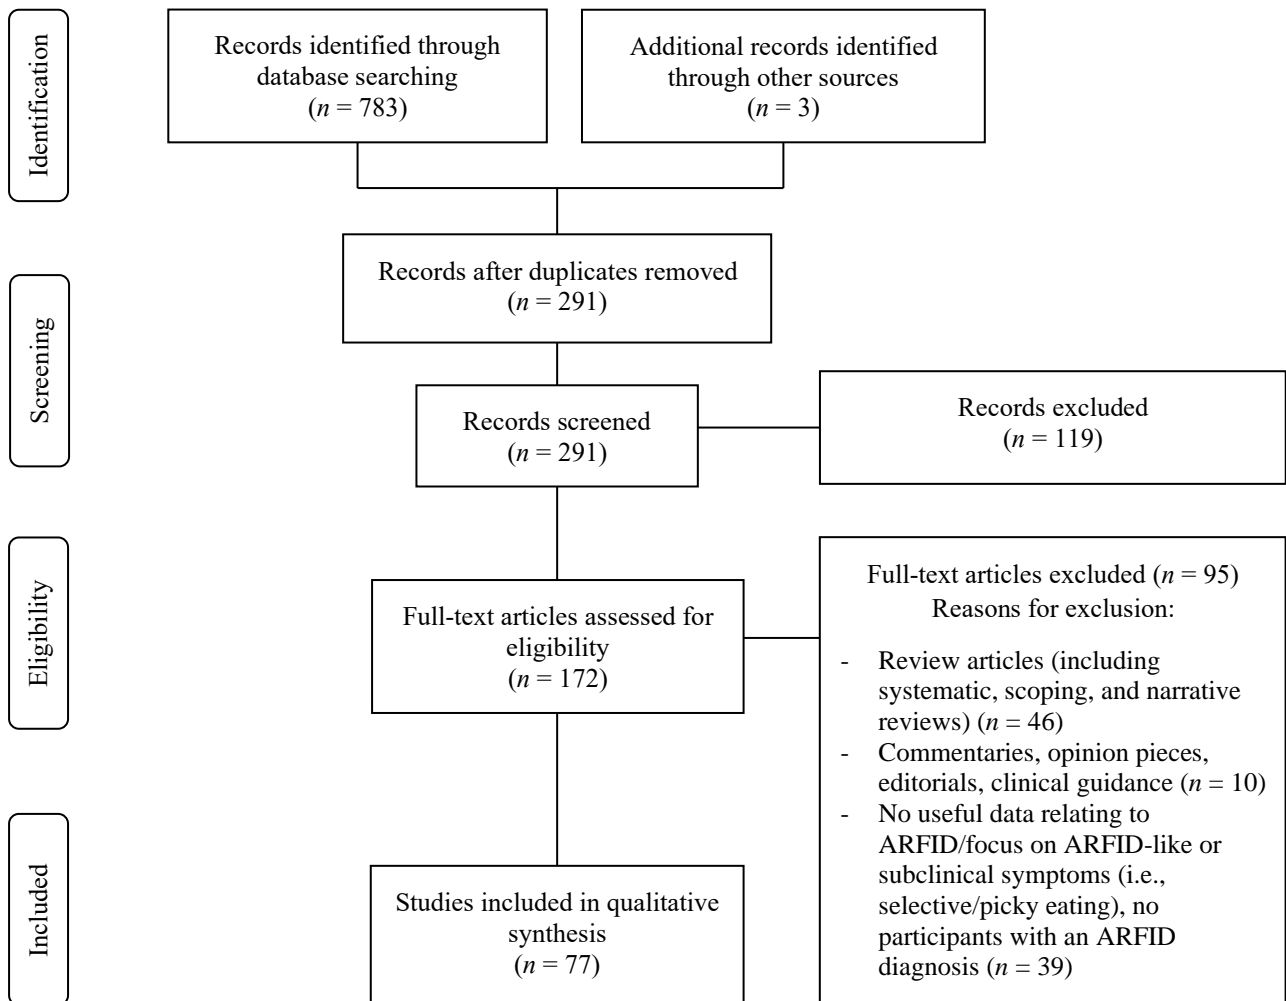 Identification
Records identified through
database searching
(n = 783)
Additional records identified
through other sources
(n = 3)
Screening
Records after duplicates removed
(n = 291)
Records screened
(n = 291)
Records excluded
(n = 119)
Eligibility
Full-text articles assessed for
eligibility
(n = 172)
Full-text articles excluded (n = 95)
Reasons for exclusion:
- Review articles (including
systematic, scoping, and narrative
reviews) (n = 46)
- Commentaries, opinion pieces,
editorials, clinical guidance (n = 10)
- No useful data relating to
ARFID/focus on ARFID-like or
subclinical symptoms (i.e.,
selective/picky eating), no
participants with an ARFID
diagnosis (n = 39)
Included
Studies included in qualitative
synthesis
(n = 77)